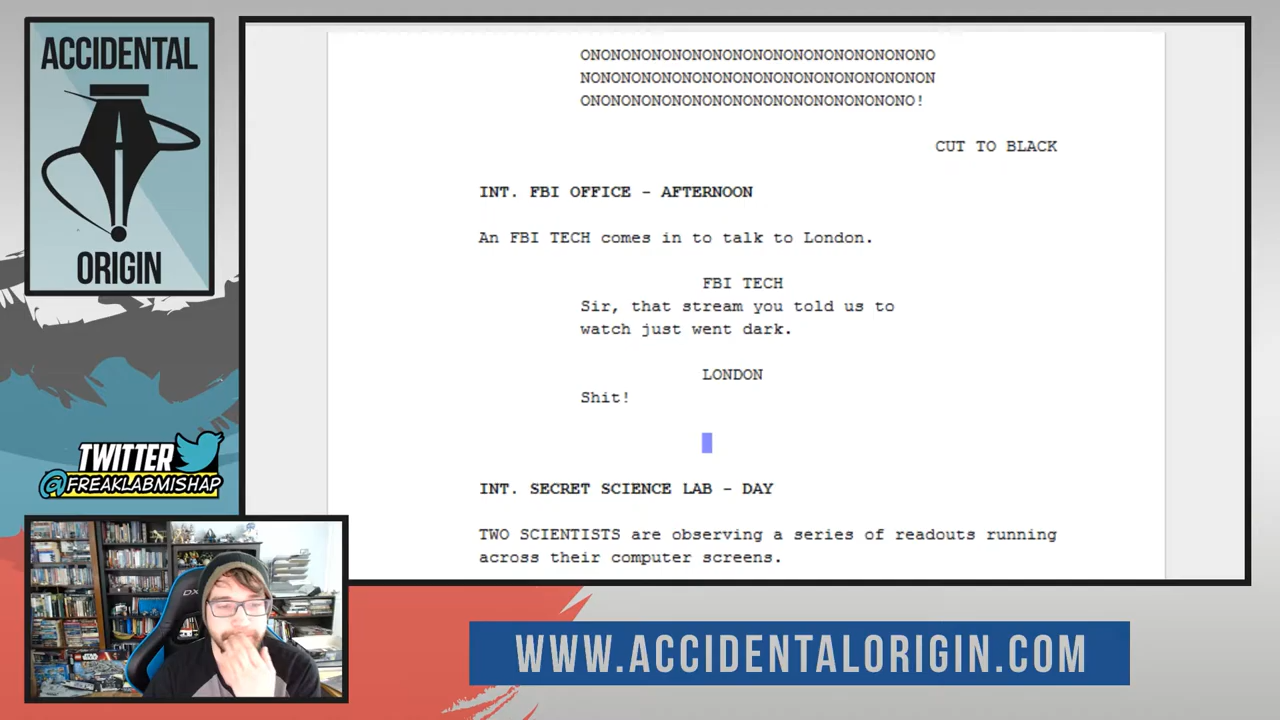 ACCIDENTAL
ORIGIN
ONONONONONONONONONONONONONONONONONO
NONONONONONONONONONONONONONONONONON
ONONONONONONONONONONONONONONONONO!
CUT TO BLACK
INT. FBI OFFICE - AFTERNOON
An FBI TECH comes in to talk to London.
FBI TECH
Sir, that stream you told us to
watch just went dark.
LONDON
Shit!
INT. SECRET SCIENCE LAB - DAY
TWO SCIENTISTS are observing a series of readouts running
across their computer screens.
TWITTER
@FREAKLABMISHAP
DX
WWW.ACCIDENTALORIGIN.COM